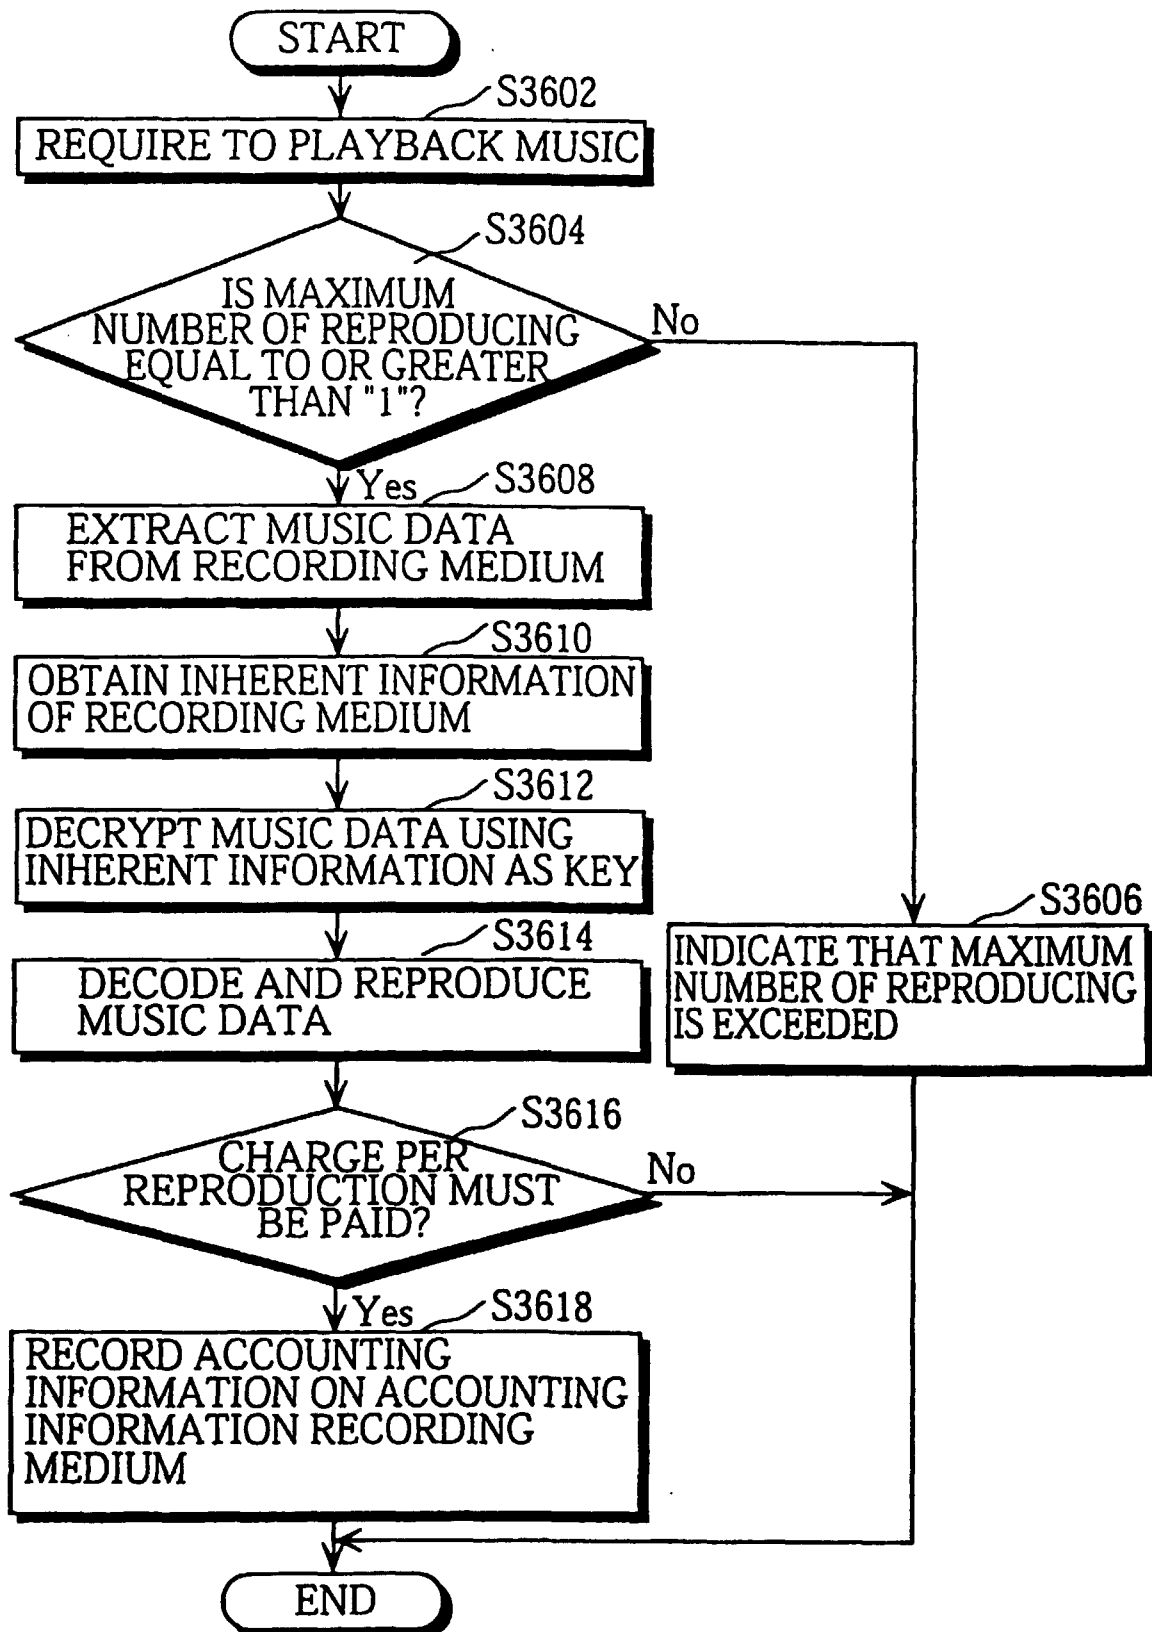 START
S3602
REQUIRE TO PLAYBACK MUSIC
S3604
IS MAXIMUM
NUMBER OF REPRODUCING
EQUAL TO OR GREATER
THAN "1"?
No
Yes
S3608
EXTRACT MUSIC DATA
FROM RECORDING MEDIUM
S3610
OBTAIN INHERENT INFORMATION
OF RECORDING MEDIUM
S3612
DECRYPT MUSIC DATA USING
INHERENT INFORMATION AS KEY
S3606
INDICATE THAT MAXIMUM
NUMBER OF REPRODUCING
IS EXCEEDED
S3614
DECODE AND REPRODUCE
MUSIC DATA
S3616
CHARGE PER
REPRODUCTION MUST
BE PAID?
No
Yes
S3618
RECORD ACCOUNTING
INFORMATION ON ACCOUNTING
INFORMATION RECORDING
MEDIUM
END